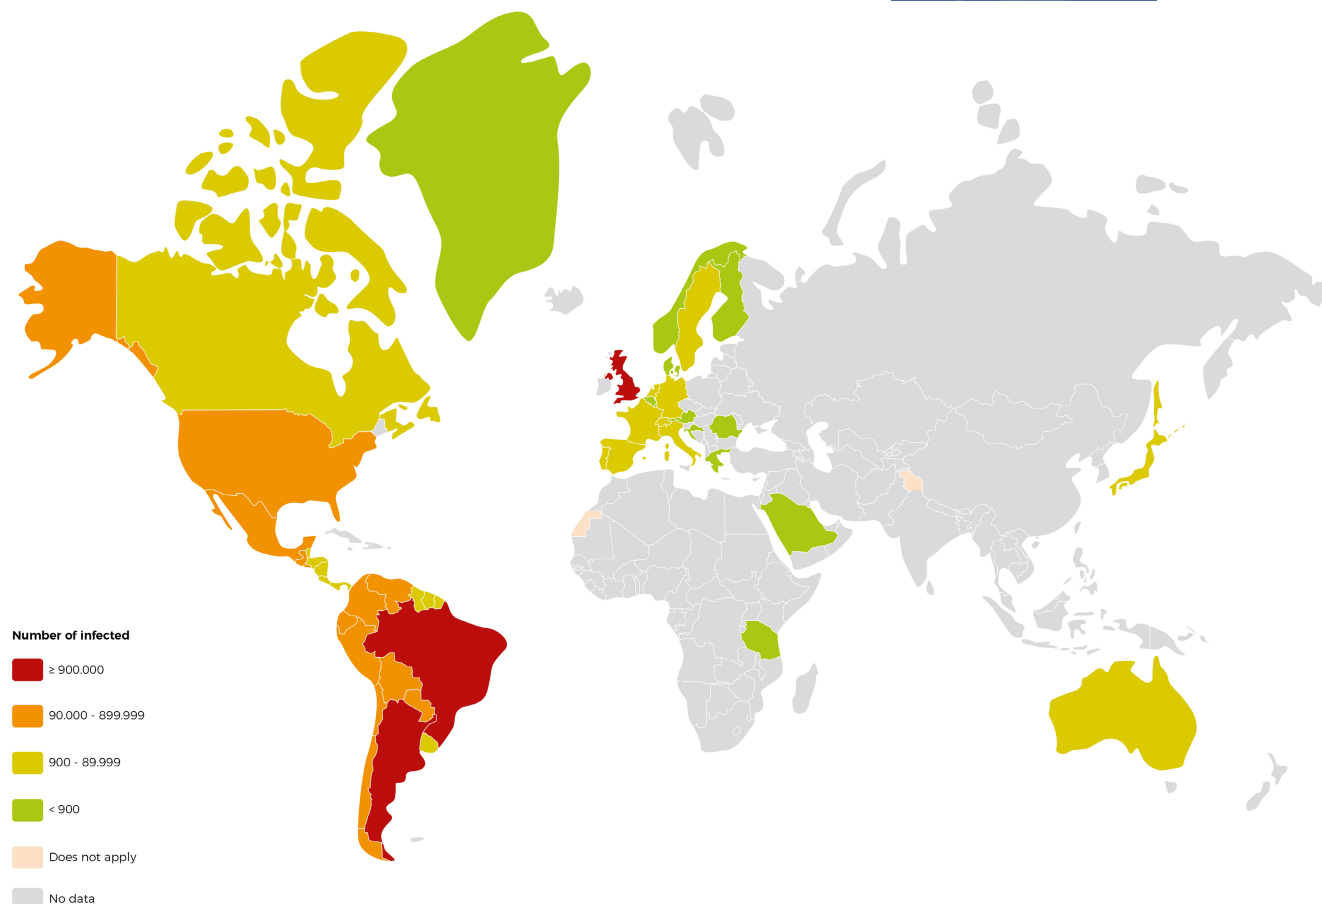 Number of infected
≥ 900.000
90.000 - 899.999
900 - 89.999
< 900
Does not apply
No data